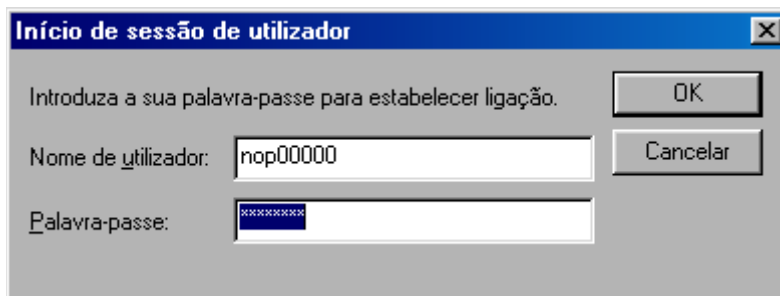 Início de sessão de utilizador
Introduza a sua palavra-passe para estabelecer ligação.
OK
Nome de utilizador:
nop00000
Cancelar
Palavra-passe:
********